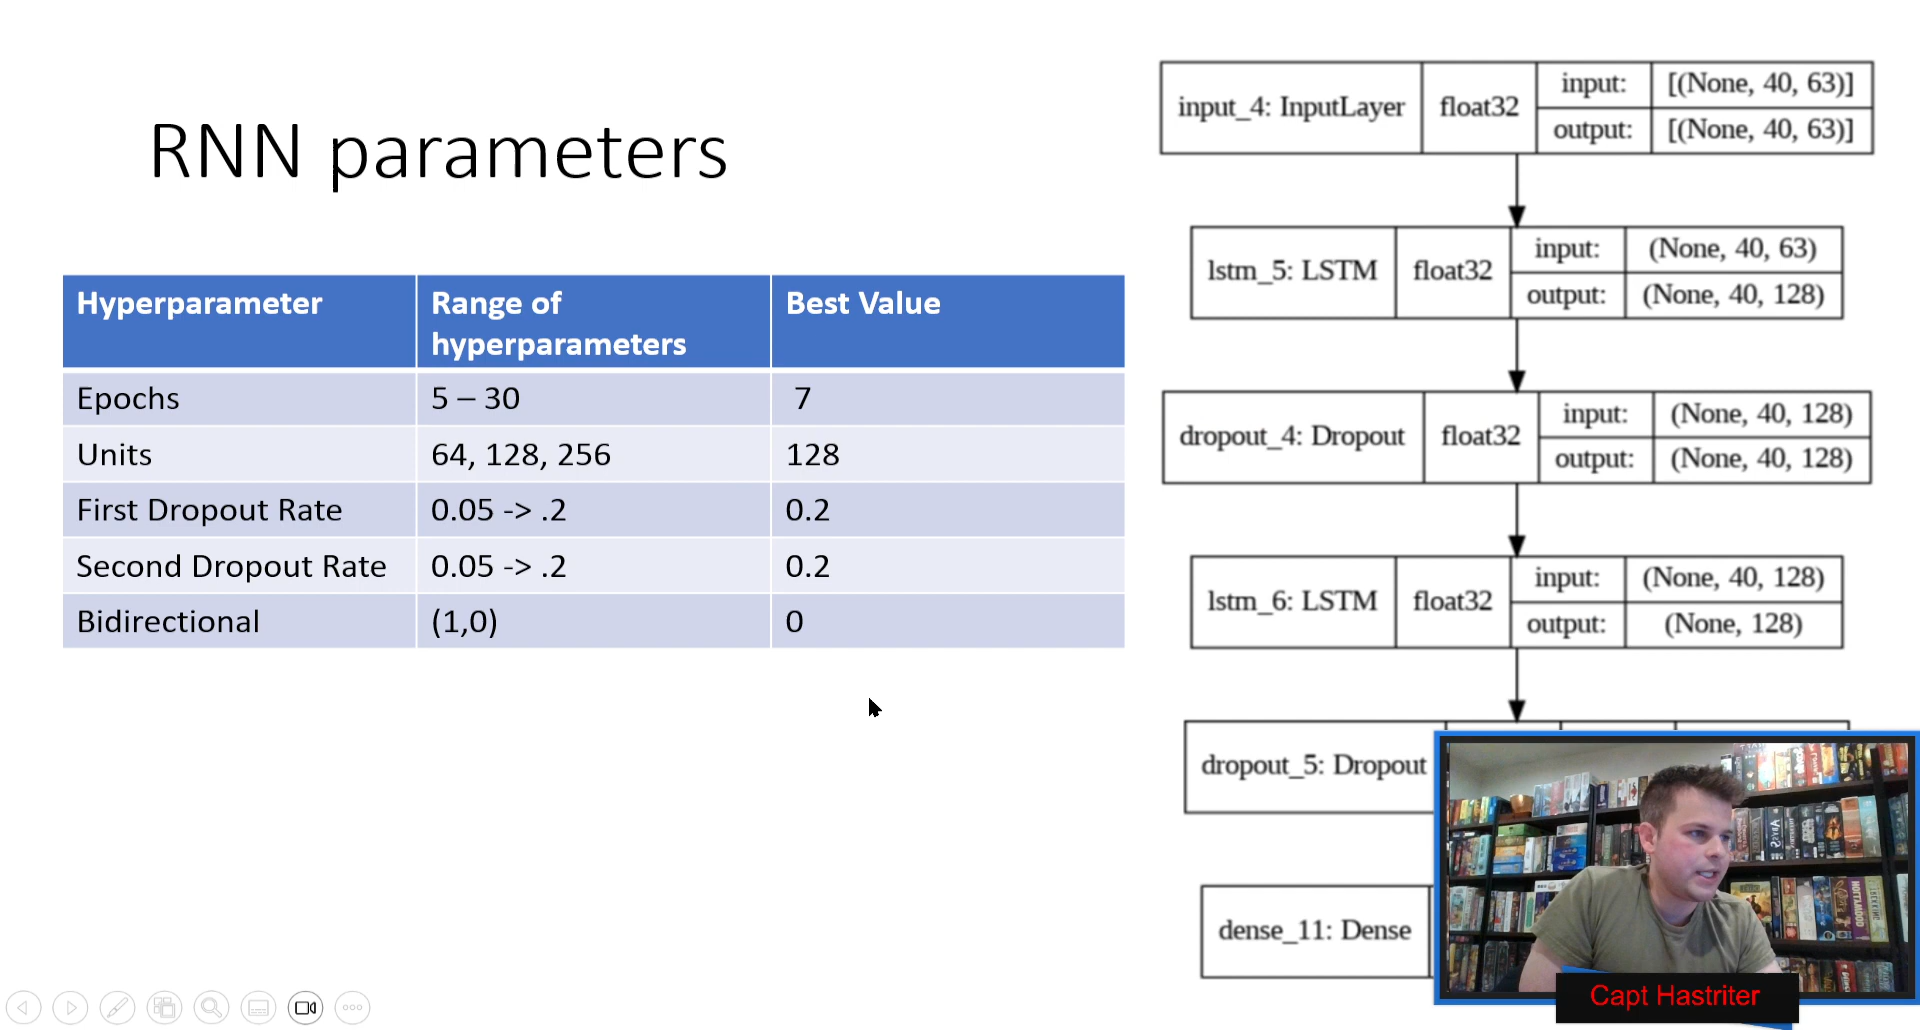 RNN parameters
Hyperparameter
Range of
hyperparameters
Best Value
Epochs
5 – 30
7
Units
64, 128, 256
128
First Dropout Rate
0.05 -> .2
0.2
Second Dropout Rate
0.05 -> .2
0.2
Bidirectional
(1,0)
0
input_4: InputLayer
float32
input:
[(None, 40, 63)]
output:
[(None, 40, 63)]
lstm_5: LSTM
float32
input:
(None, 40, 63)
output:
(None, 40, 128)
dropout_4: Dropout
float32
input:
(None, 40, 128)
output:
(None, 40, 128)
lstm_6: LSTM
float32
input:
(None, 40, 128)
output:
(None, 128)
dropout_5: Dropout
dense_11: Dense
Capt Hastriter